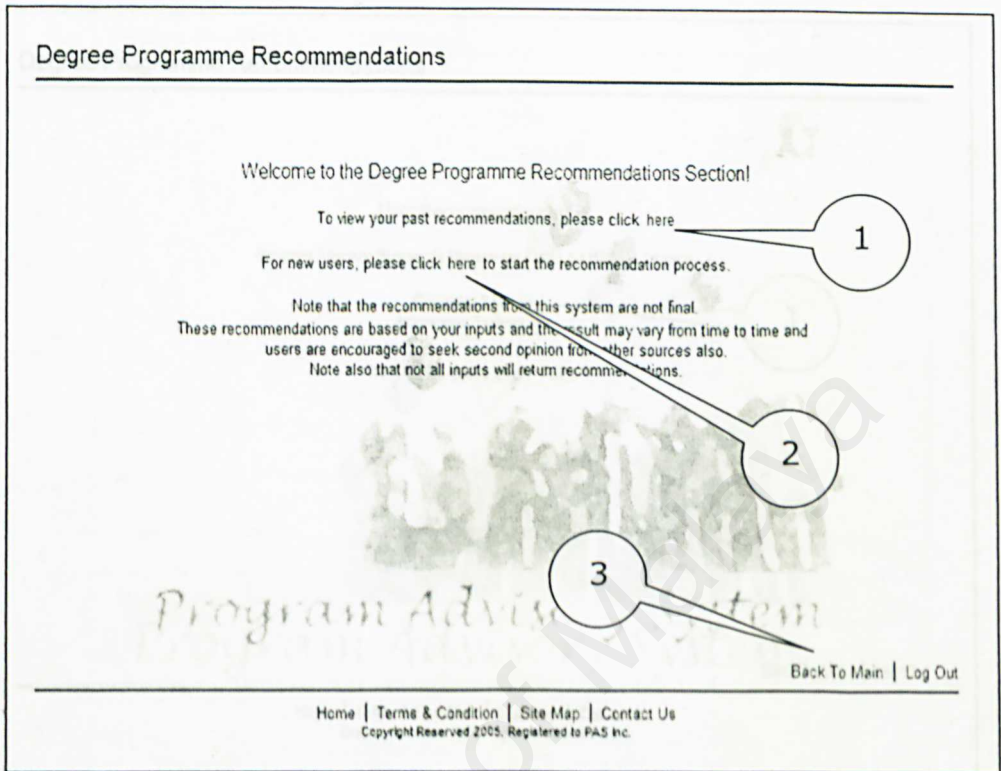 Degree Programme Recommendations
Welcome to the Degree Programme Recommendations Section!
To view your past recommendations, please click here
1
For new users, please click here to start the recommendation process.
Note that the recommendations from this system are not final.
These recommendations are based on your inputs and the result may vary from time to time and
users are encouraged to seek second opinion from other sources also.
Note also that not all inputs will return recommendations.
2
3
Program Advis tem
of Malaya
Back To Main | Log Out
Home | Terms & Condition | Site Map | Contact Us
Copyright Reserved 2005. Registered to PAS Inc.